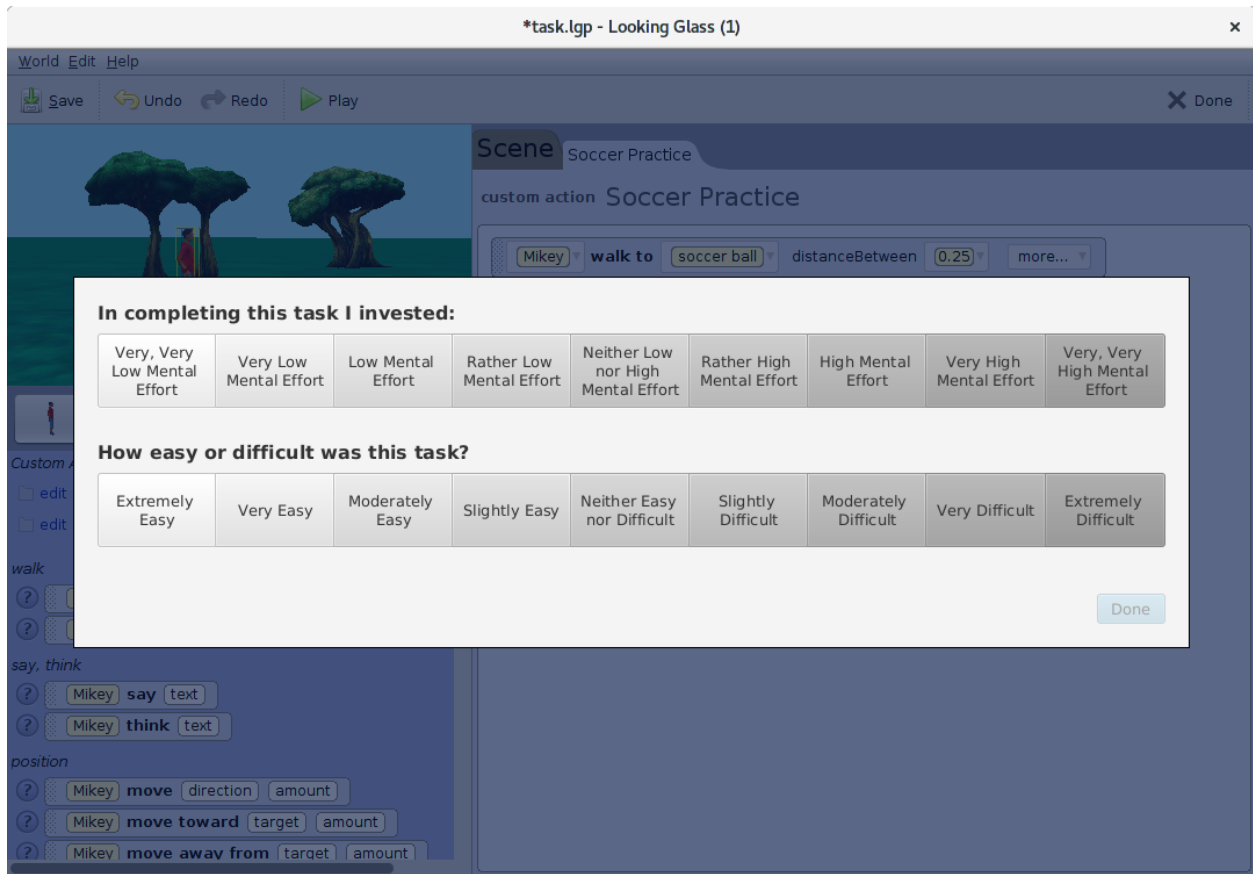 *task.lgp - Looking Glass (1) ×
World Edit Help
Save Undo Redo Play Done
Scene Soccer Practice
custom action Soccer Practice
Mikey walk to soccer ball distanceBetween 0.25 more...
In completing this task I invested:
Very, Very
Low Mental
Effort
Very Low
Mental Effort
Low Mental
Effort
Rather Low
Mental Effort
Neither Low
nor High
Mental Effort
Rather High
Mental Effort
High Mental
Effort
Very High
Mental Effort
Very, Very
High Mental
Effort
How easy or difficult was this task?
Extremely
Easy
Very Easy
Moderately
Easy
Slightly Easy
Neither Easy
nor Difficult
Slightly
Difficult
Moderately
Difficult
Very Difficult
Extremely
Difficult
Done
Custom
edit
edit
walk
?
?
say, think
? Mikey say text
? Mikey think text
position
? Mikey move direction amount
? Mikey move toward target amount
? Mikey move away from target amount